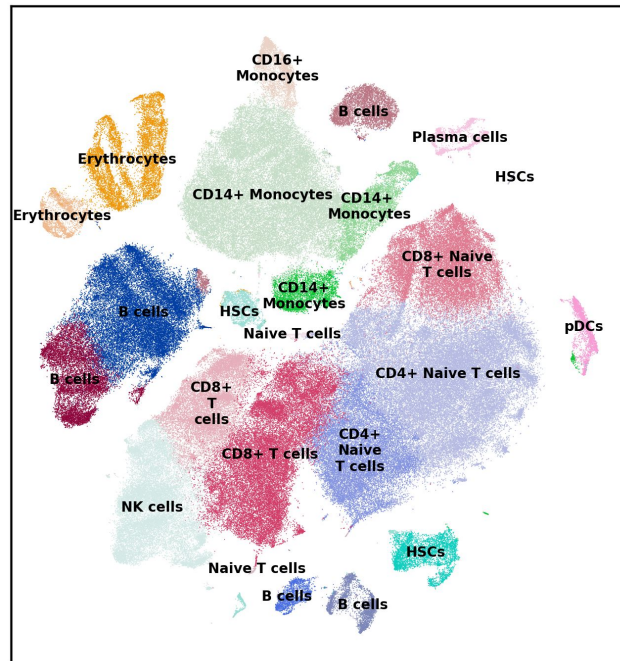 CD16+
Monocytes
B cells
Plasma cells
Erythrocytes
HSCs
CD14+ Monocytes
CD14+
Monocytes
Erythrocytes
CD8+ Naive
T cells
CD14+
Monocytes
B cells
HSCs
pDCs
Naive T cells
CD4+ Naive T cells
B cells
CD8+
T
cells
CD4+
Naive
T cells
CD8+ T cells
NK cells
HSCs
Naive T cells
B cells
B cells